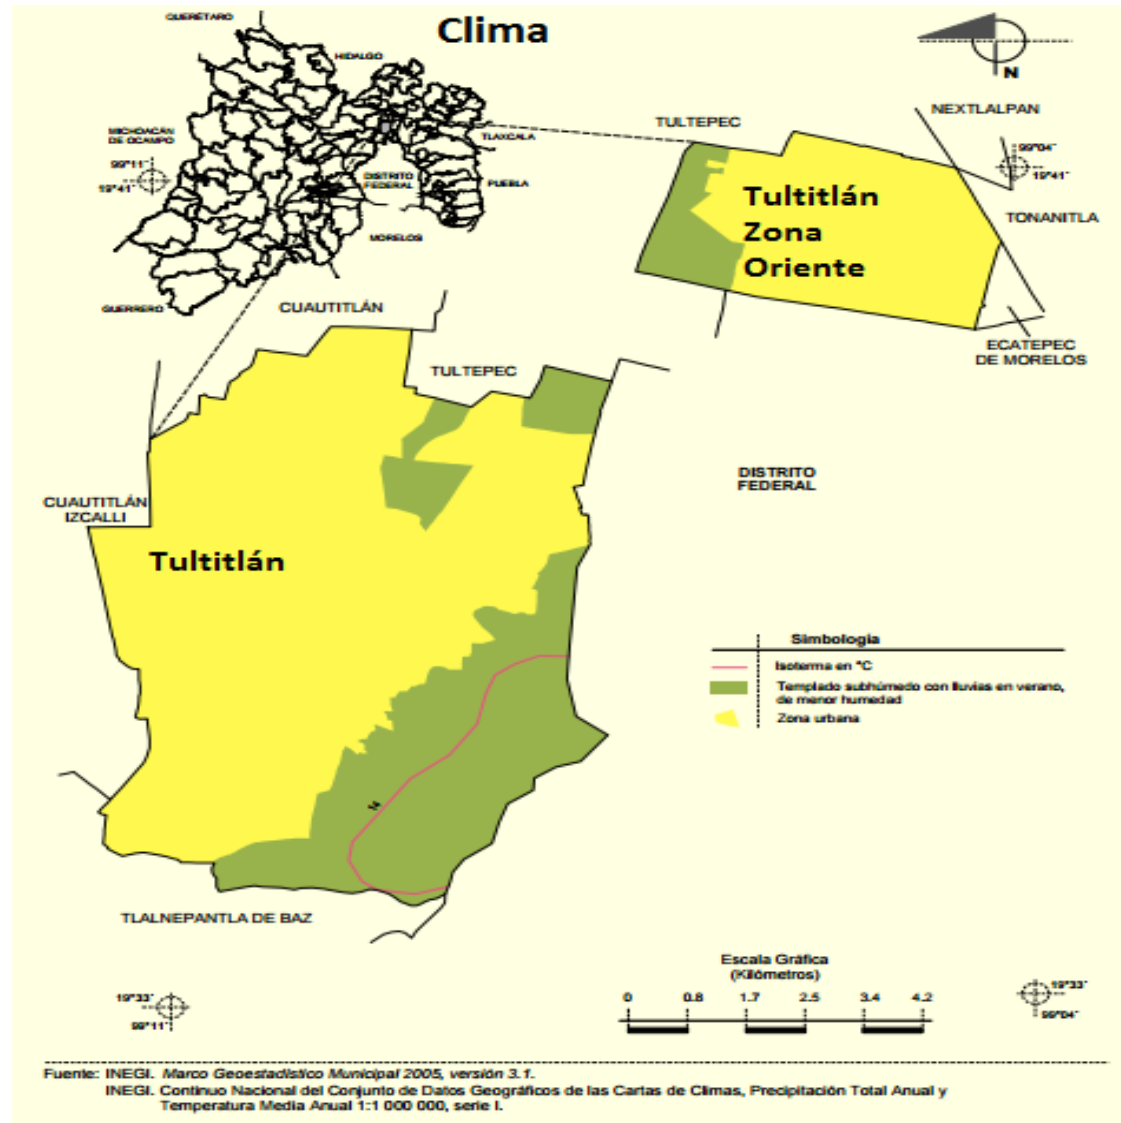 Clima
QUERÉTARO
HIDALGO
MICHOACÁN
DE OCAMPO
TLAXCALA
DISTRITO
FEDERAL
PUEBLA
MORELOS
GUERRERO
99°11'
19°41'
N
NEXTLALPAN
TULTEPEC
99°04'
19°41'
TONANITLA
Tultitlán
Zona
Oriente
ECATEPEC
DE MORELOS
CUAUTITLÁN
TULTEPEC
CUAUTITLÁN
IZCALLI
DISTRITO
FEDERAL
Tultitlán
14
Simbología
Isoterma en °C
Templado subhúmedo con lluvias en verano,
de menor humedad
Zona urbana
TLALNEPANTLA DE BAZ
Escala Gráfica
(Kilómetros)
0 0.8 1.7 2.5 3.4 4.2
19°33'
99°11'
19°33'
99°04'
Fuente: INEGI. Marco Geoestadístico Municipal 2005, versión 3.1.
INEGI. Continuo Nacional del Conjunto de Datos Geográficos de las Cartas de Climas, Precipitación Total Anual y
Temperatura Media Anual 1:1 000 000, serie I.